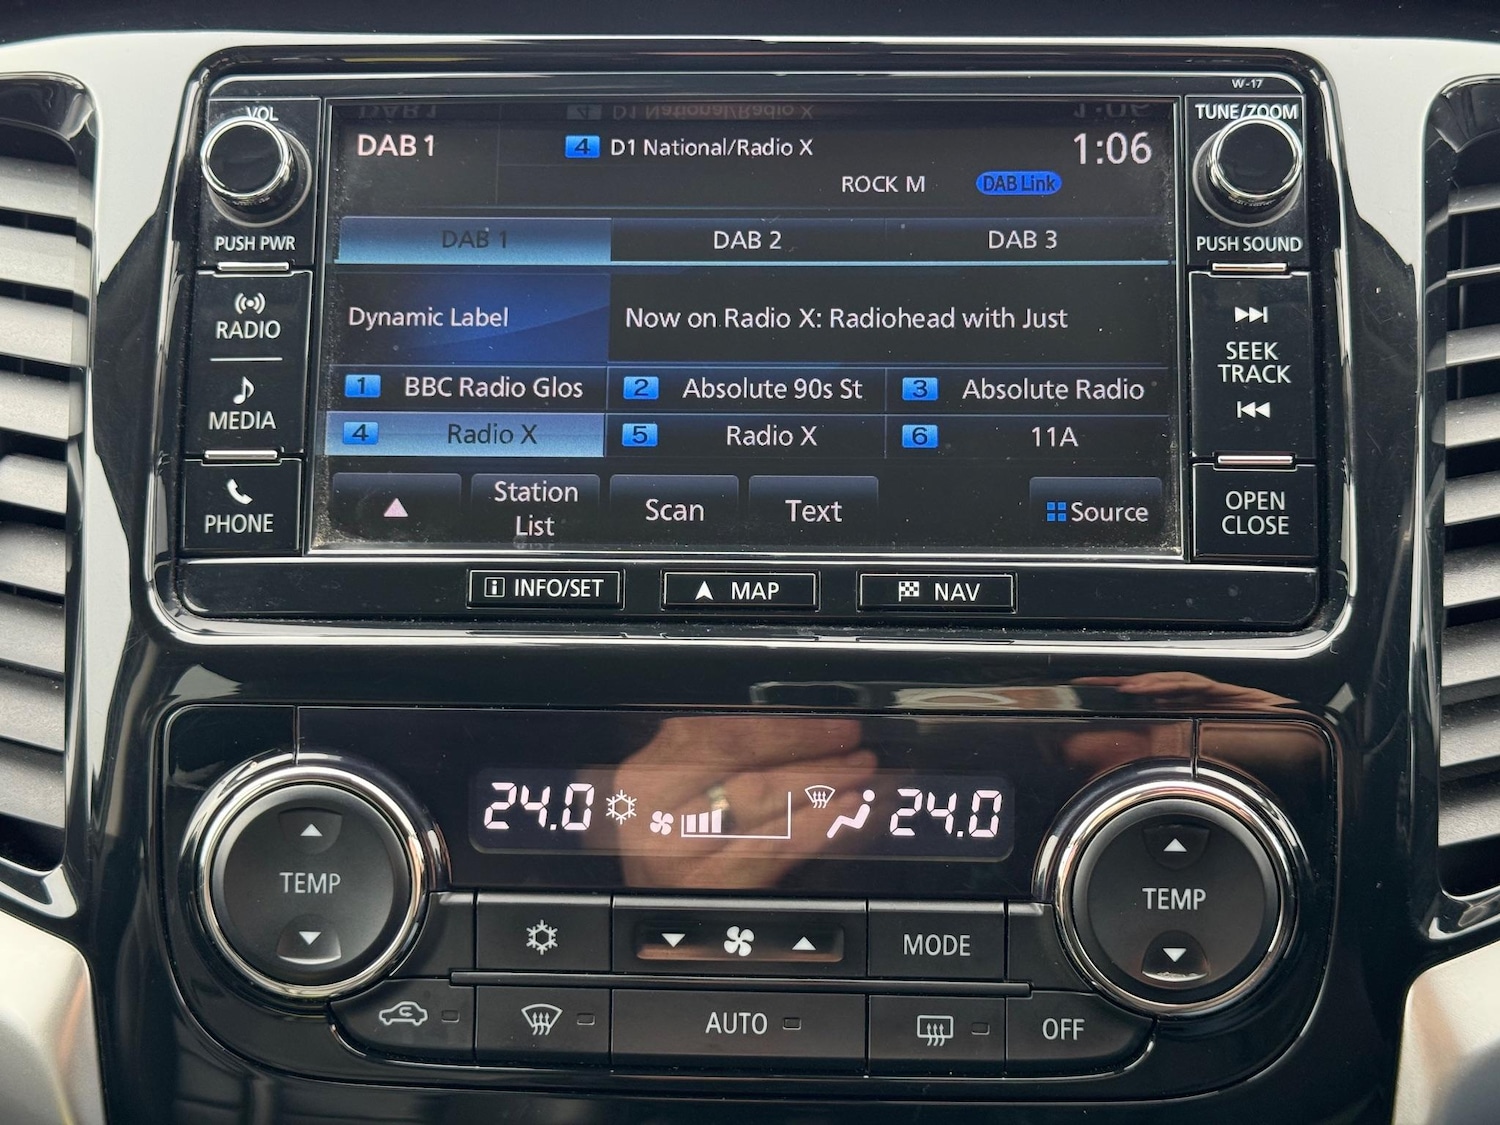 W-17
VOL
TUNE/ZOOM
DAB 1
4 D1 National/Radio X
1:06
ROCK M
DAB Link
PUSH PWR
PUSH SOUND
DAB 1
DAB 2
DAB 3
RADIO
Dynamic Label
Now on Radio X: Radiohead with Just
SEEK
TRACK
MEDIA
1 BBC Radio Glos
2 Absolute 90s St
3 Absolute Radio
4 Radio X
5 Radio X
6 11A
PHONE
Station
List
Scan
Text
Source
OPEN
CLOSE
i INFO/SET
MAP
NAV
24.0
24.0
TEMP
TEMP
MODE
AUTO
OFF